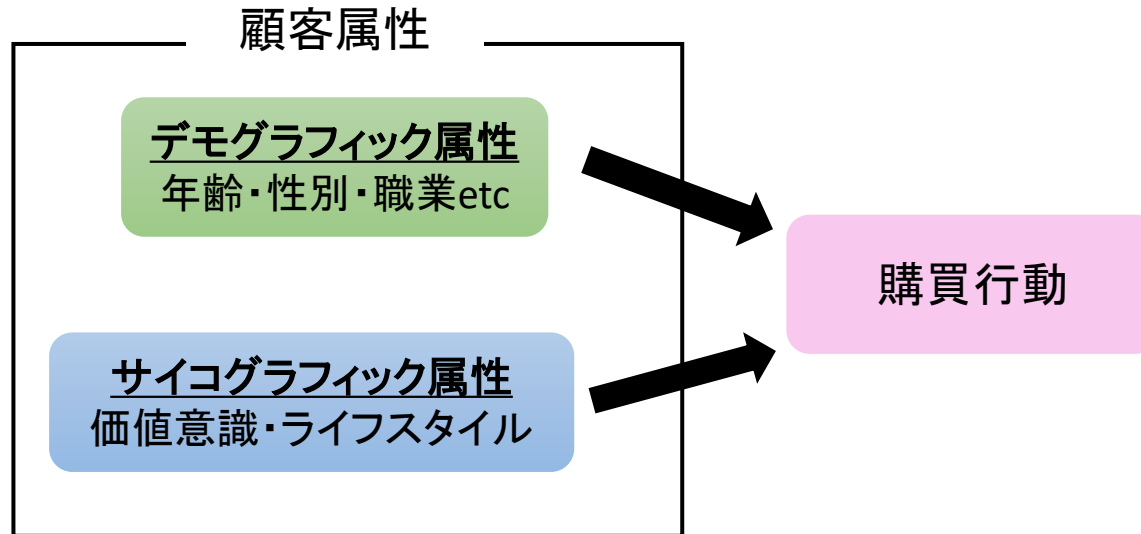 顧客属性
デモグラフィック属性
年齢・性別・職業etc
購買行動
サイコグラフィック属性
価値意識・ライフスタイル